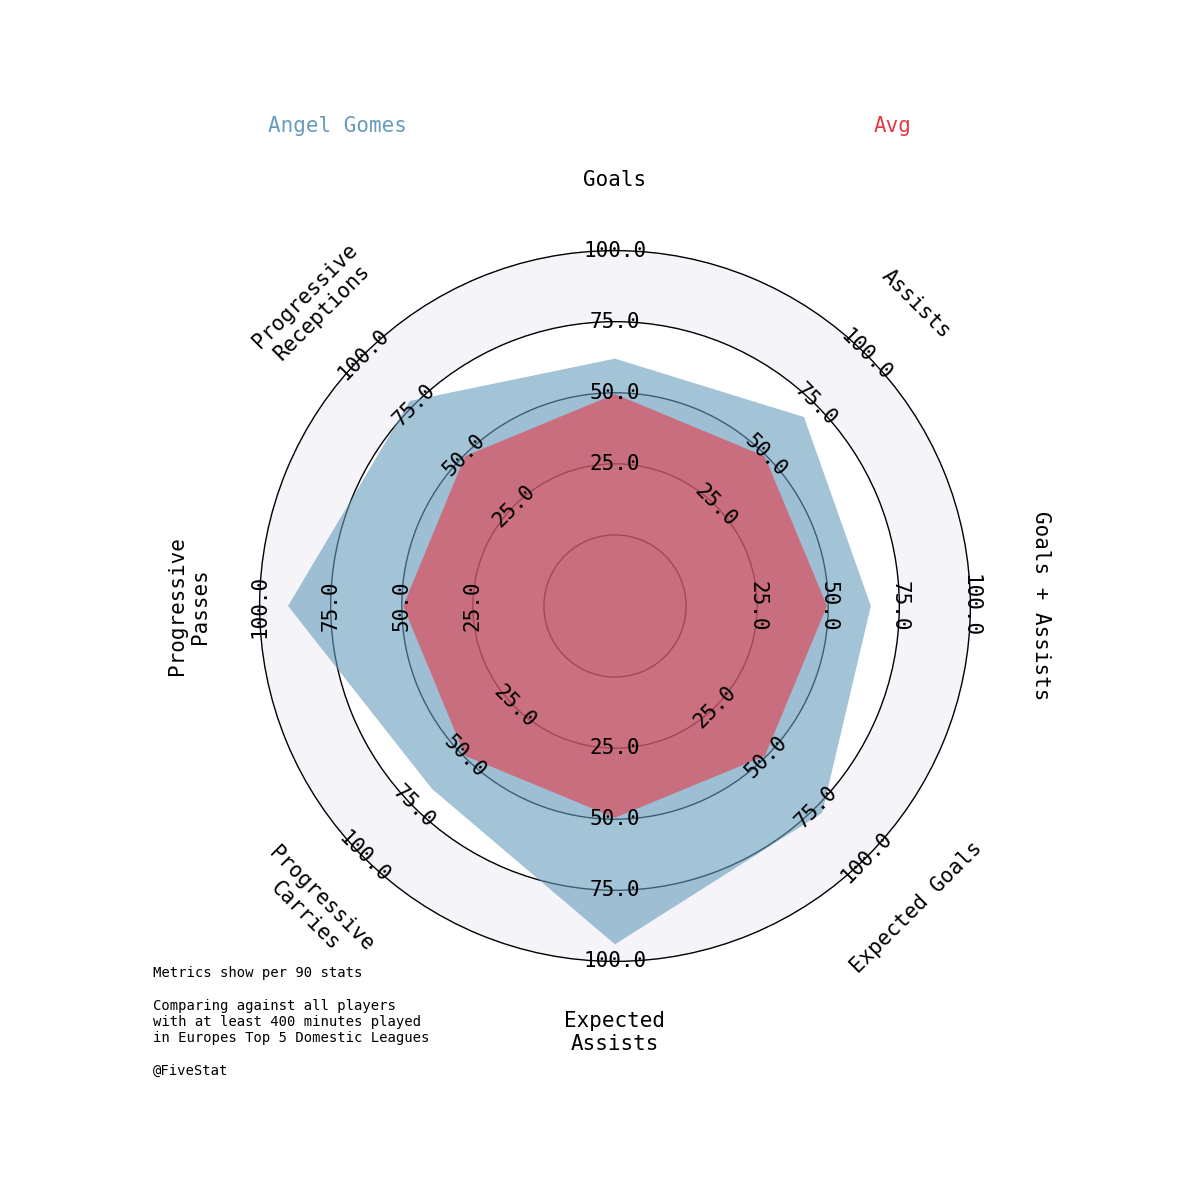 Angel Gomes
Avg
Goals
Assists
Goals + Assists
Expected Goals
Expected
Assists
Progressive
Carries
Progressive
Passes
Progressive
Receptions
25.0
50.0
75.0
100.0
25.0
50.0
75.0
100.0
25.0
50.0
75.0
100.0
25.0
50.0
75.0
100.0
25.0
50.0
75.0
100.0
25.0
50.0
75.0
100.0
25.0
50.0
75.0
100.0
25.0
50.0
75.0
100.0
Metrics show per 90 stats
Comparing against all players
with at least 400 minutes played
in Europes Top 5 Domestic Leagues
@FiveStat